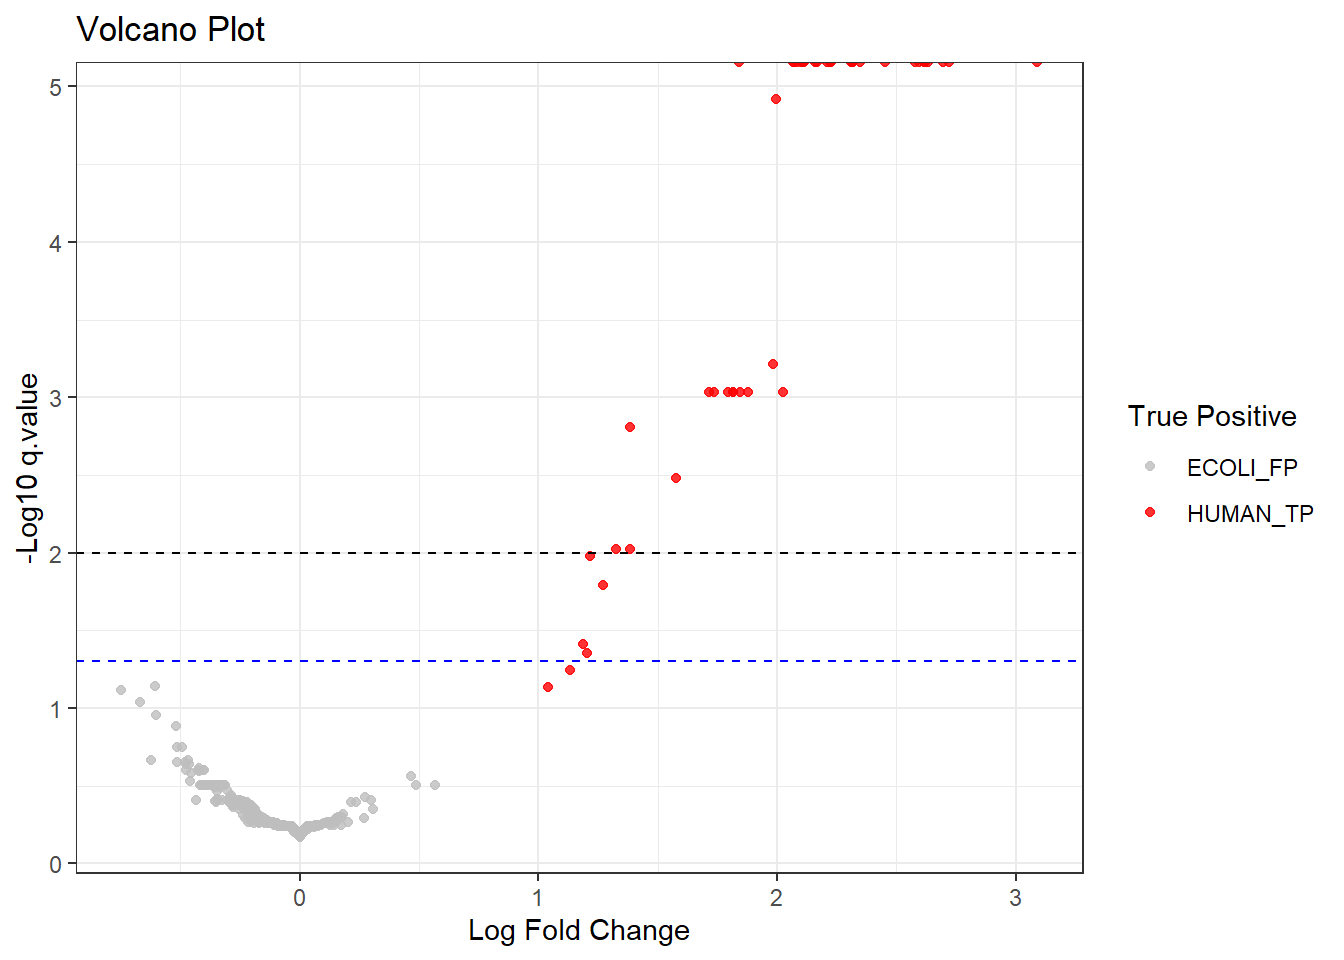 Volcano Plot
5
4
3
2
1
0
-Log10 q.value
0 1 2 3
Log Fold Change
True Positive
ECOLI_FP
HUMAN_TP